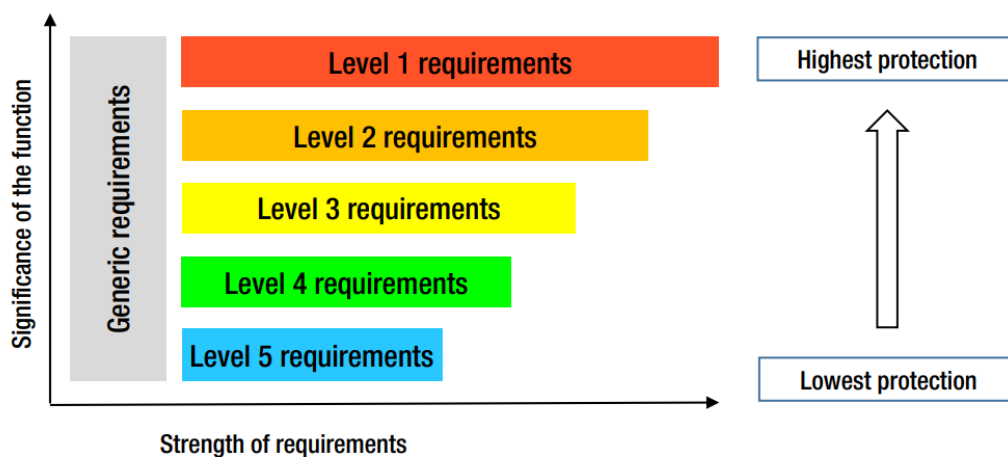 Significance of the function
Generic requirements
Level 1 requirements
Level 2 requirements
Level 3 requirements
Level 4 requirements
Level 5 requirements
Strength of requirements
Highest protection
Lowest protection